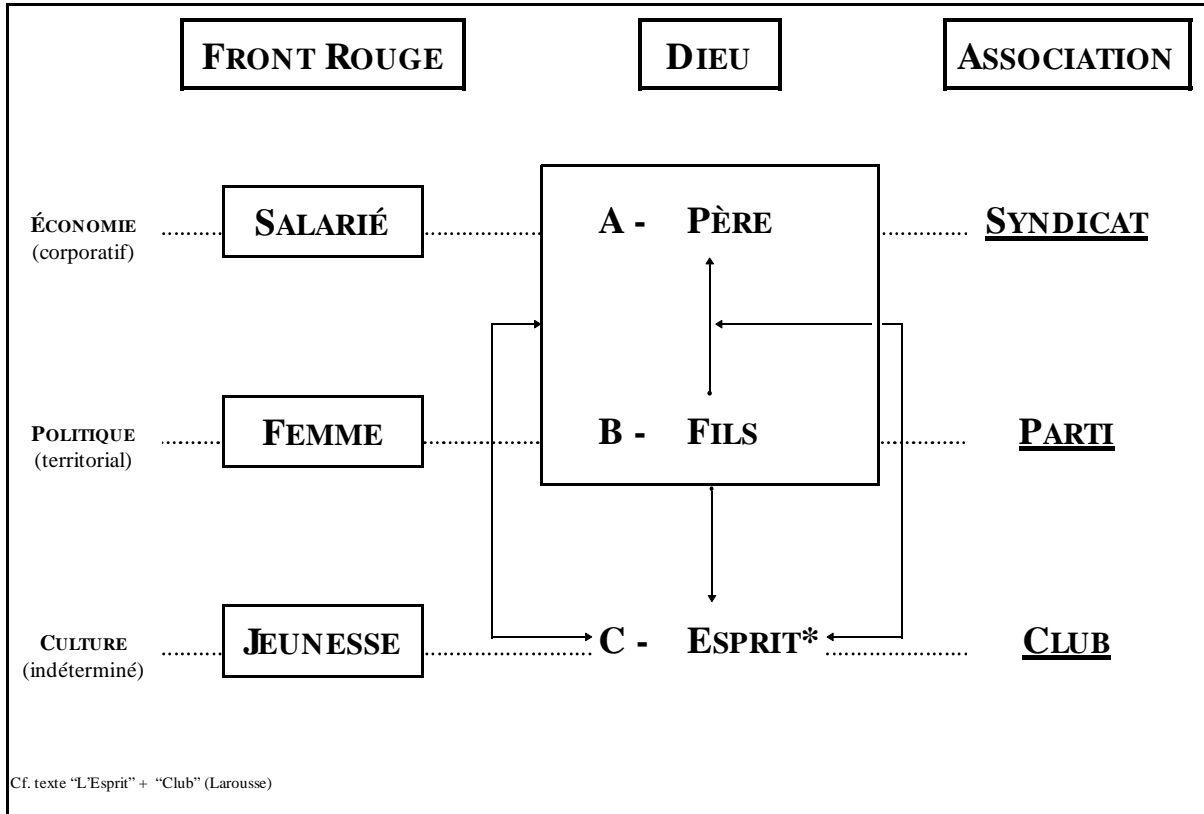 FRONT ROUGE DIEU ASSOCIATION
ÉCONOMIE
(corporatif)
SALARIÉ A - PÈRE SYNDICAT
POLITIQUE
(territorial)
FEMME B - FILS PARTI
CULTURE
(indéterminé)
JEUNESSE C - ESPRIT* CLUB
Cf. texte “L’Esprit” + “Club” (Larousse)